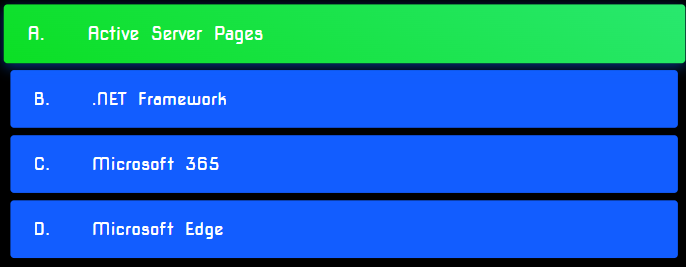 A. Active Server Pages
B. .NET Framework
C. Microsoft 365
D. Microsoft Edge